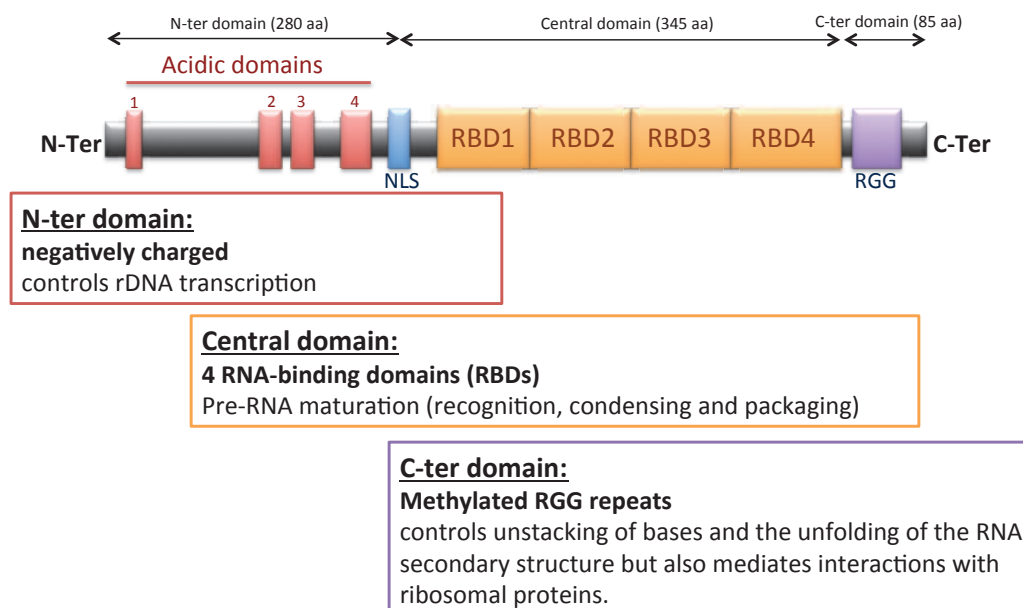 N-ter domain (280 aa) Central domain (345 aa) C-ter domain (85 aa)
Acidic domains
1 2 3 4
N-Ter RBD1 RBD2 RBD3 RBD4 C-Ter
NLS RGG
N-ter domain:
negatively charged
controls rDNA transcription
Central domain:
4 RNA-binding domains (RBDs)
Pre-RNA maturation (recognition, condensing and packaging)
C-ter domain:
Methylated RGG repeats
controls unstacking of bases and the unfolding of the RNA
secondary structure but also mediates interactions with
ribosomal proteins.